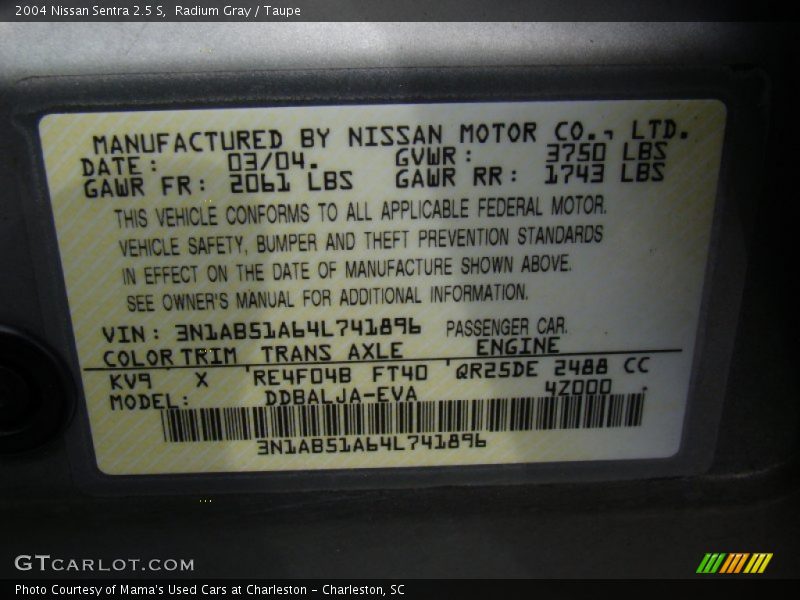 2004 Nissan Sentra 2.5 S,  Radium Gray / Taupe
MANUFACTURED BY NISSAN MOTOR CO., LTD.
DATE: 03/04. GVWR: 3750 LBS
GAWR FR: 2061 LBS GAWR RR: 1743 LBS
THIS VEHICLE CONFORMS TO ALL APPLICABLE FEDERAL MOTOR.
VEHICLE SAFETY, BUMPER AND THEFT PREVENTION STANDARDS
IN EFFECT ON THE DATE OF MANUFACTURE SHOWN ABOVE.
SEE OWNER'S MANUAL FOR ADDITIONAL INFORMATION.
VIN: 3N1AB51A64L741896 PASSENGER CAR.
COLOR TRIM TRANS AXLE ENGINE
KV9 X RE4F04B FT40 QR25DE 2488 CC
MODEL: DDBALJA-EVA 4Z000
3N1AB51A64L741896
GTCARLOT.COM
Photo Courtesy of Mama's Used Cars at Charleston - Charleston, SC